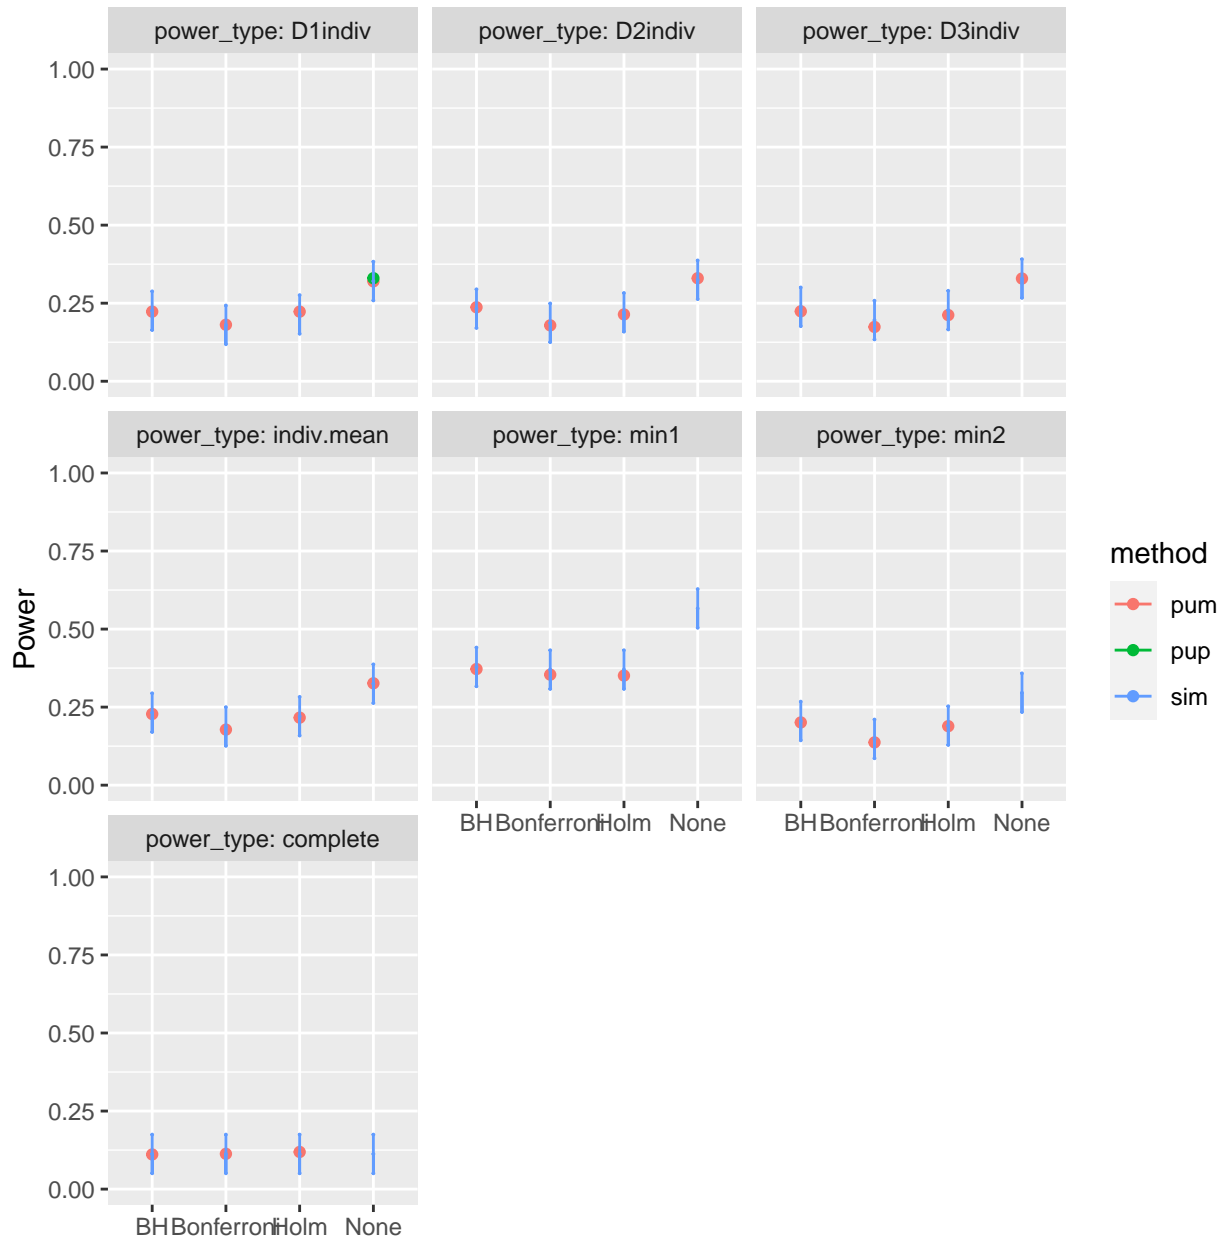 power_type: D1indiv power_type: D2indiv power_type: D3indiv
1.00
0.75
0.50
0.25
0.00
power_type: indiv.mean power_type: min1 power_type: min2
1.00
0.75
0.50
0.25
0.00
BH Bonferroni Holm None BH Bonferroni Holm None
power_type: complete
1.00
0.75
0.50
0.25
0.00
BH Bonferroni Holm None
Power
method
pum
pup
sim